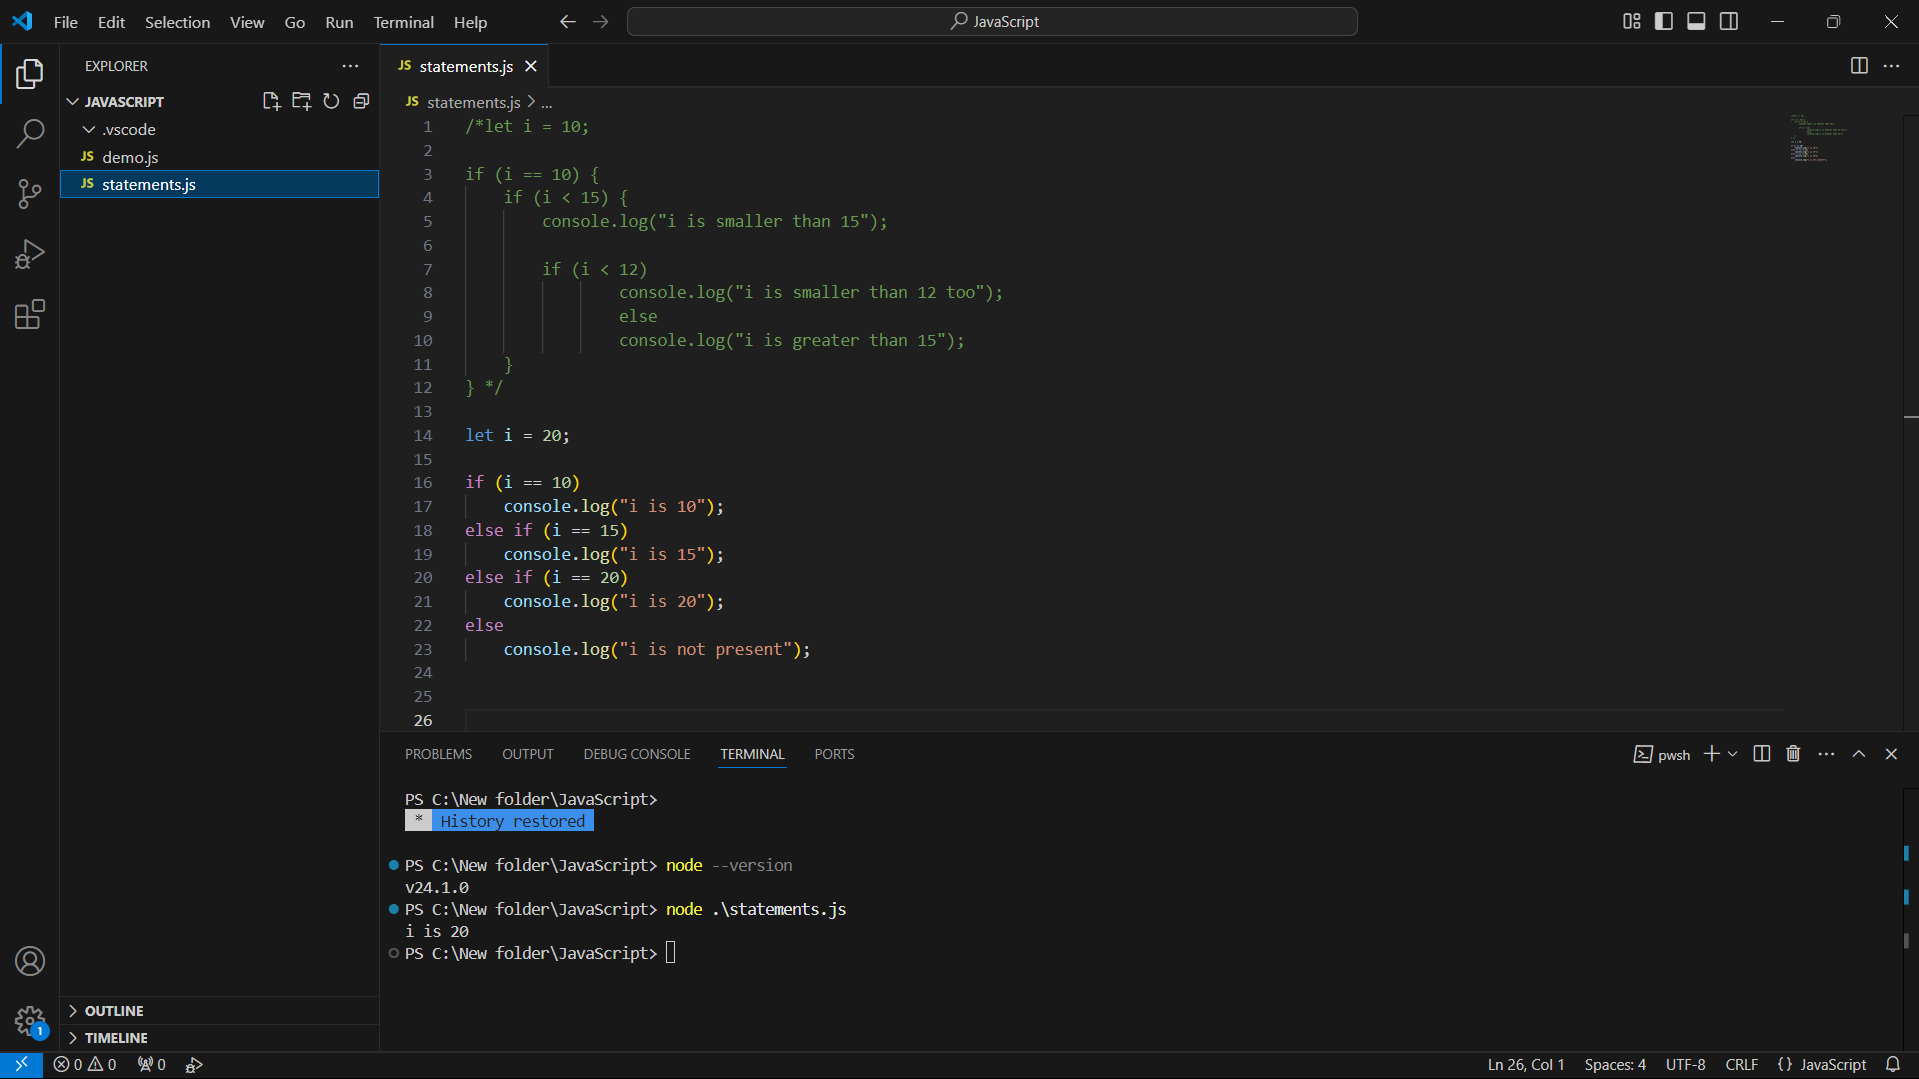 File Edit Selection View Go Run Terminal Help
JavaScript
EXPLORER
JAVASCRIPT
.vscode
JS demo.js
JS statements.js
JS statements.js
JS statements.js > ...
1 /*let i = 10;
2
3 if (i == 10) {
4 if (i < 15) {
5 console.log("i is smaller than 15");
6
7 if (i < 12)
8 console.log("i is smaller than 12 too");
9 else
10 console.log("i is greater than 15");
11 }
12 } */
13
14 let i = 20;
15
16 if (i == 10)
17 console.log("i is 10");
18 else if (i == 15)
19 console.log("i is 15");
20 else if (i == 20)
21 console.log("i is 20");
22 else
23 console.log("i is not present");
24
25
26
PROBLEMS OUTPUT DEBUG CONSOLE TERMINAL PORTS
pwsh
PS C:\New folder\JavaScript>
* History restored
PS C:\New folder\JavaScript> node --version
v24.1.0
PS C:\New folder\JavaScript> node .\statements.js
i is 20
PS C:\New folder\JavaScript>
OUTLINE
TIMELINE
1
0 0 0
Ln 26, Col 1 Spaces: 4 UTF-8 CRLF {} JavaScript